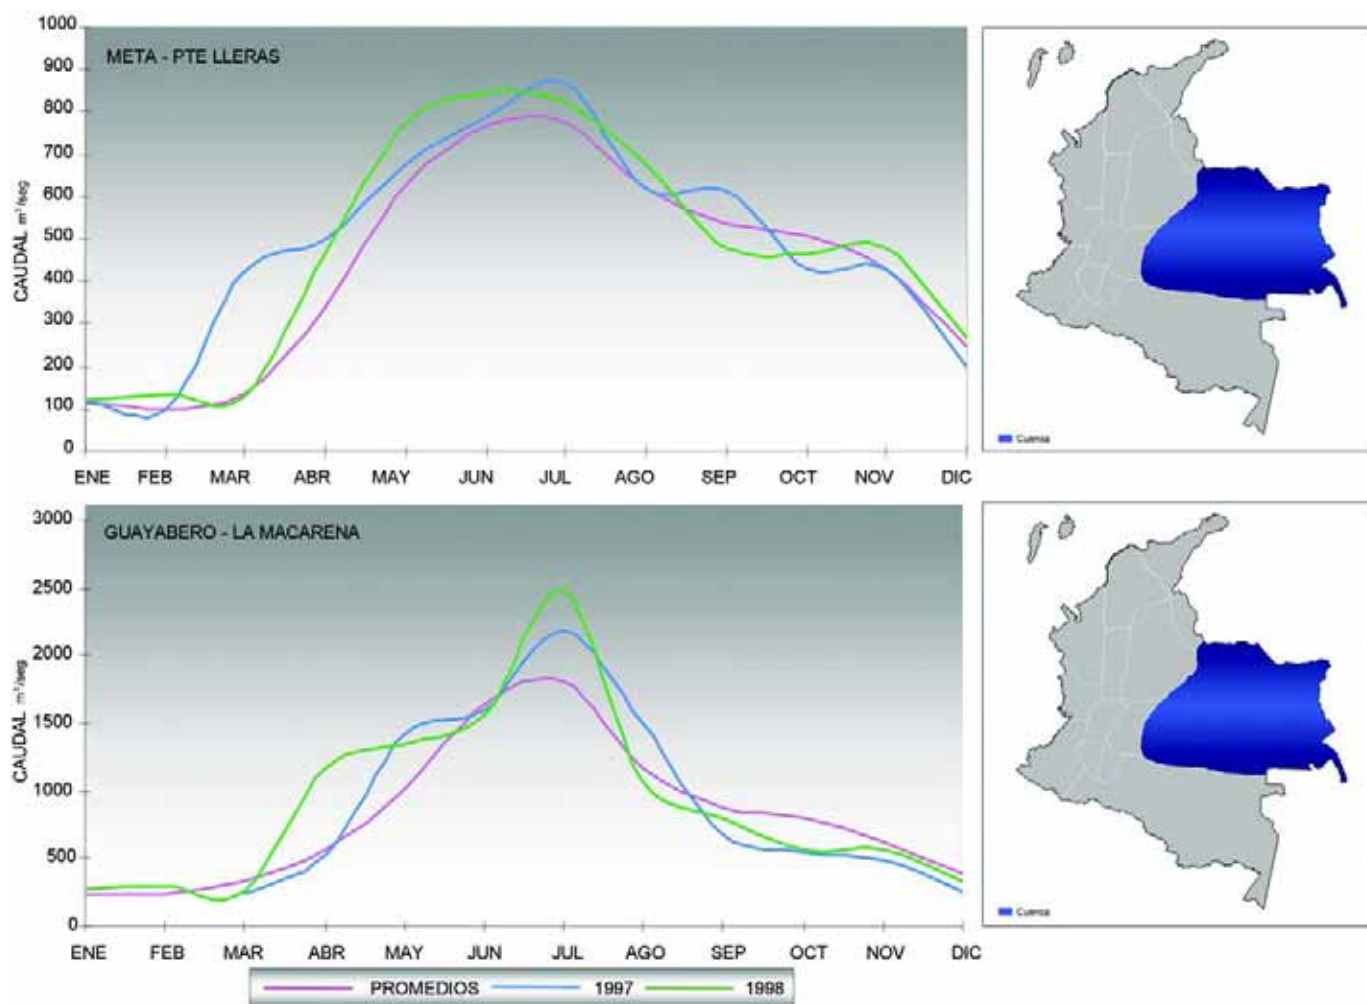 1000
META - PTE LLERAS
900
800
700
600
500
400
300
200
100
0
CAUDAL m³/seg
ENE FEB MAR ABR MAY JUN JUL AGO SEP OCT NOV DIC
Cuenca
3000
GUAYABERO - LA MACARENA
2500
2000
1500
1000
500
0
CAUDAL m³/seg
ENE FEB MAR ABR MAY JUN JUL AGO SEP OCT NOV DIC
Cuenca
PROMEDIOS 1997 1998